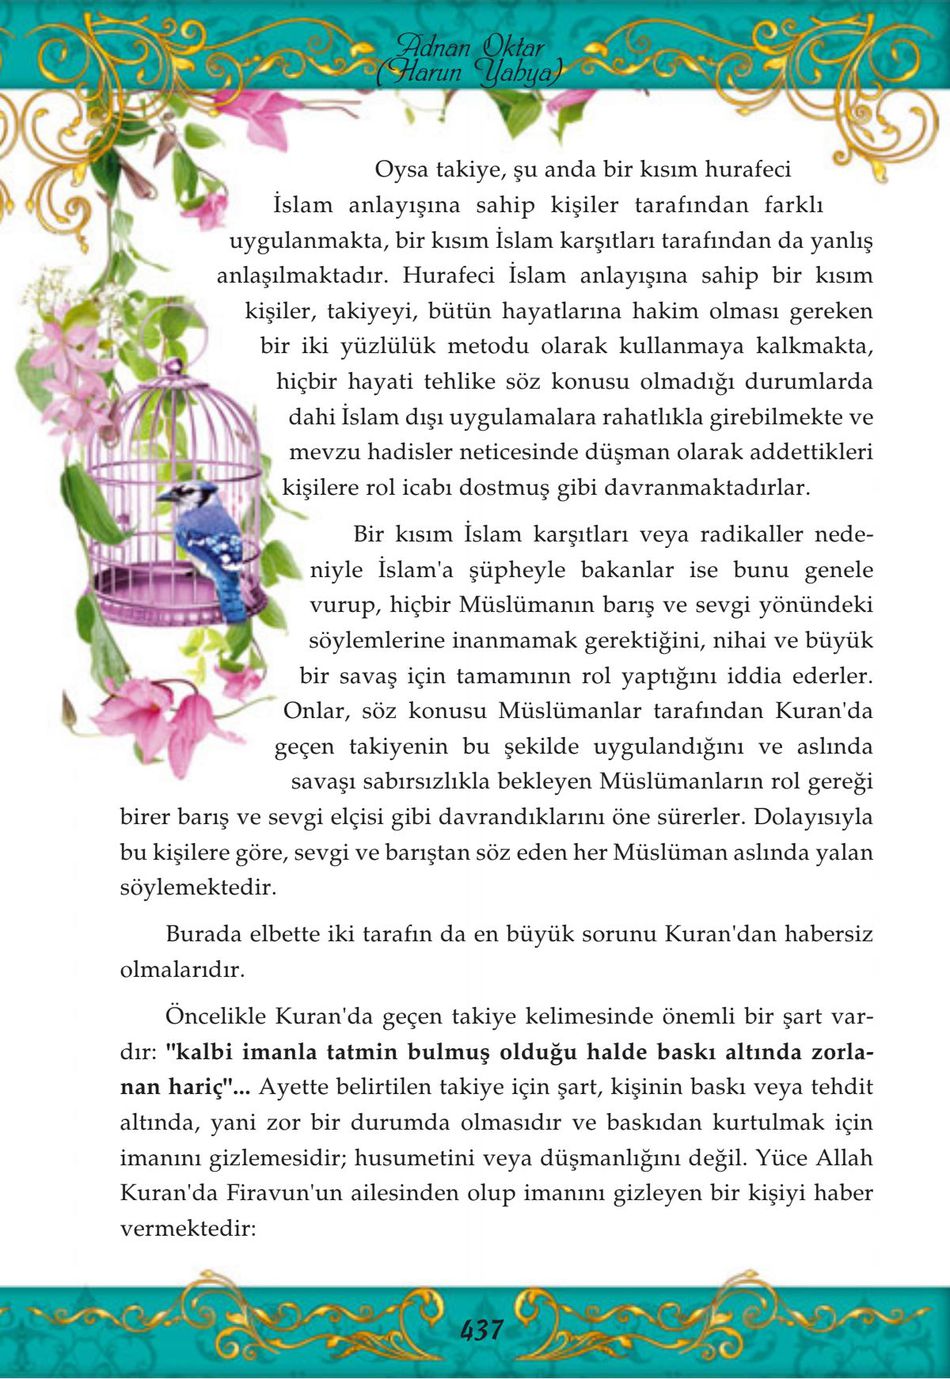 Adnan Oktar
(Harun Yahya)
Oysa takiye, şu anda bir kısım hurafeci
İslam anlayışına sahip kişiler tarafından farklı
uygulanmakta, bir kısım İslam karşıtları tarafından da yanlış
anlaşılmaktadır. Hurafeci İslam anlayışına sahip bir kısım
kişiler, takiyeyi, bütün hayatlarına hakim olması gereken
bir iki yüzlülük metodu olarak kullanmaya kalkmakta,
hiçbir hayati tehlike söz konusu olmadığı durumlarda
dahi İslam dışı uygulamalara rahatlıkla girebilmekte ve
mevzu hadisler neticesinde düşman olarak addettikleri
kişilere rol icabı dostmuş gibi davranmaktadırlar.
Bir kısım İslam karşıtları veya radikaller nede-
niyle İslam'a şüpheyle bakanlar ise bunu genele
vurup, hiçbir Müslümanın barış ve sevgi yönündeki
söylemlerine inanmamak gerektiğini, nihai ve büyük
bir savaş için tamamının rol yaptığını iddia ederler.
Onlar, söz konusu Müslümanlar tarafından Kuran'da
geçen takiyenin bu şekilde uygulandığını ve aslında
savaşı sabırsızlıkla bekleyen Müslümanların rol gereği
birer barış ve sevgi elçisi gibi davrandıklarını öne sürerler. Dolayısıyla
bu kişilere göre, sevgi ve barıştan söz eden her Müslüman aslında yalan
söylemektedir.
Burada elbette iki tarafın da en büyük sorunu Kuran'dan habersiz
olmalarıdır.
Öncelikle Kuran'da geçen takiye kelimesinde önemli bir şart var-
dır: "kalbi imanla tatmin bulmuş olduğu halde baskı altında zorla-
nan hariç"... Ayette belirtilen takiye için şart, kişinin baskı veya tehdit
altında, yani zor bir durumda olmasıdır ve baskıdan kurtulmak için
imanını gizlemesidir; husumetini veya düşmanlığını değil. Yüce Allah
Kuran'da Firavun'un ailesinden olup imanını gizleyen bir kişiyi haber
vermektedir:
437